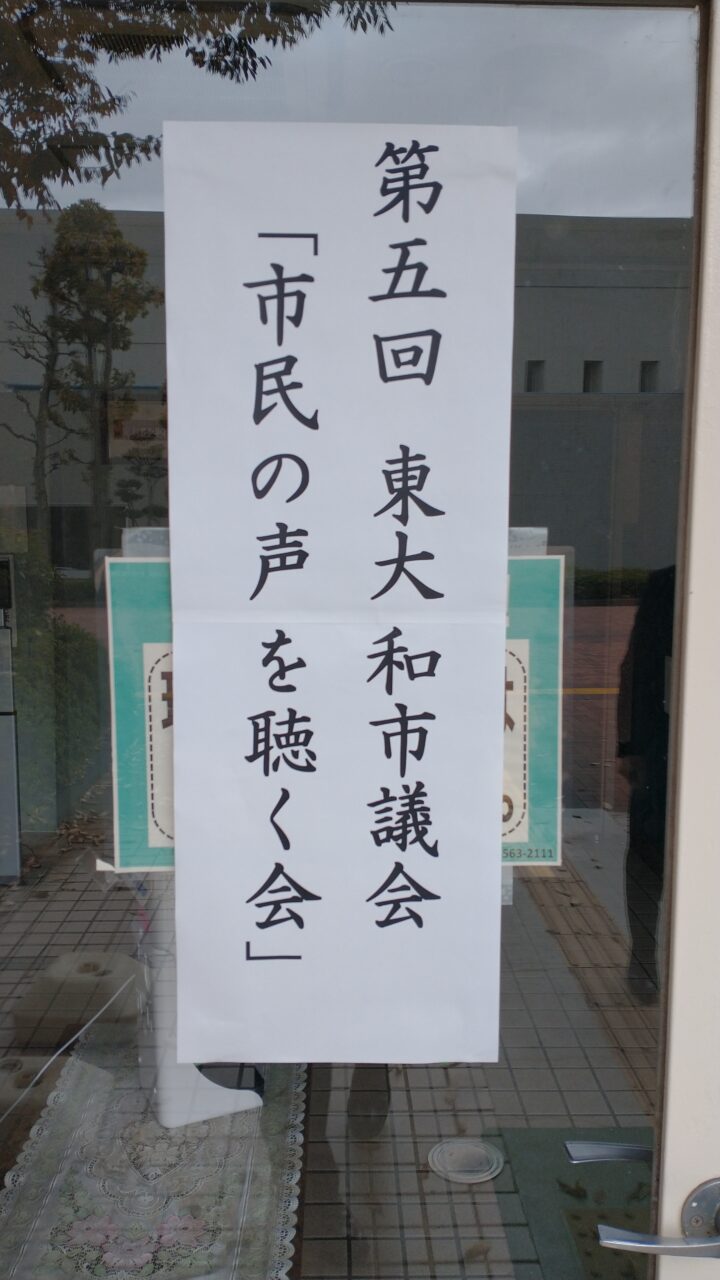 第五回 東大和市議会
「市民の声を聴く会」
563-2111